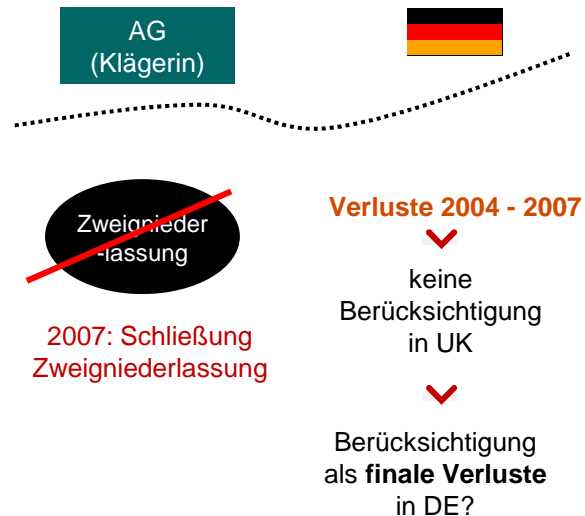 AG
(Klägerin)
Zweignieder
-lassung
2007: Schließung
Zweigniederlassung
Verluste 2004 - 2007
keine
Berücksichtigung
in UK
Berücksichtigung
als finale Verluste
in DE?